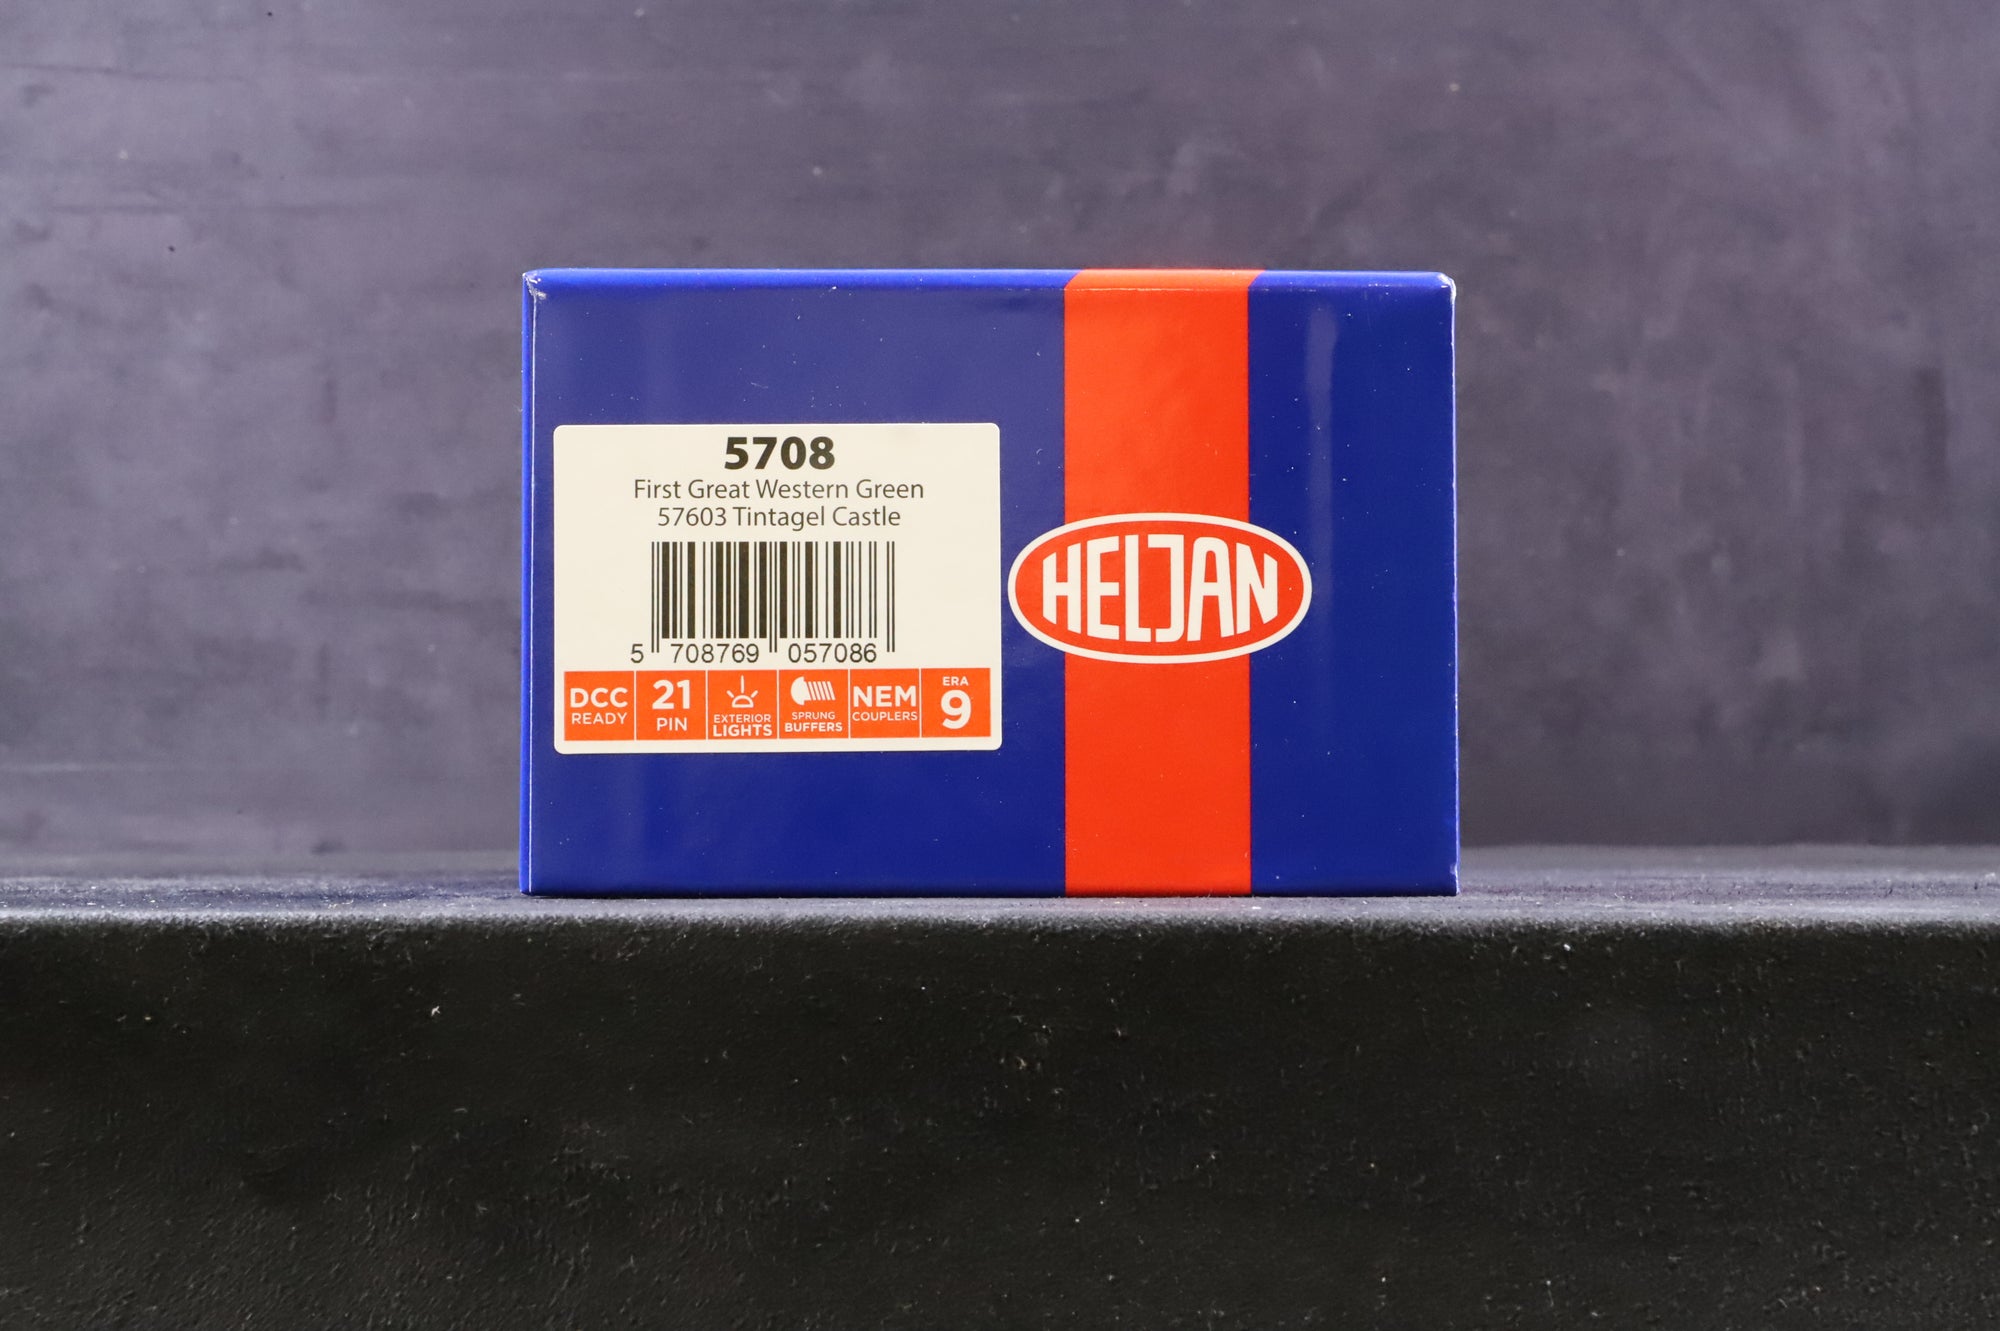 5708
First Great Western Green
57603 Tintagel Castle
5 708769 057086
DCC READY
21 PIN
EXTERIOR LIGHTS
SPRUNG BUFFERS
NEM COUPLERS
ERA 9
HELJAN